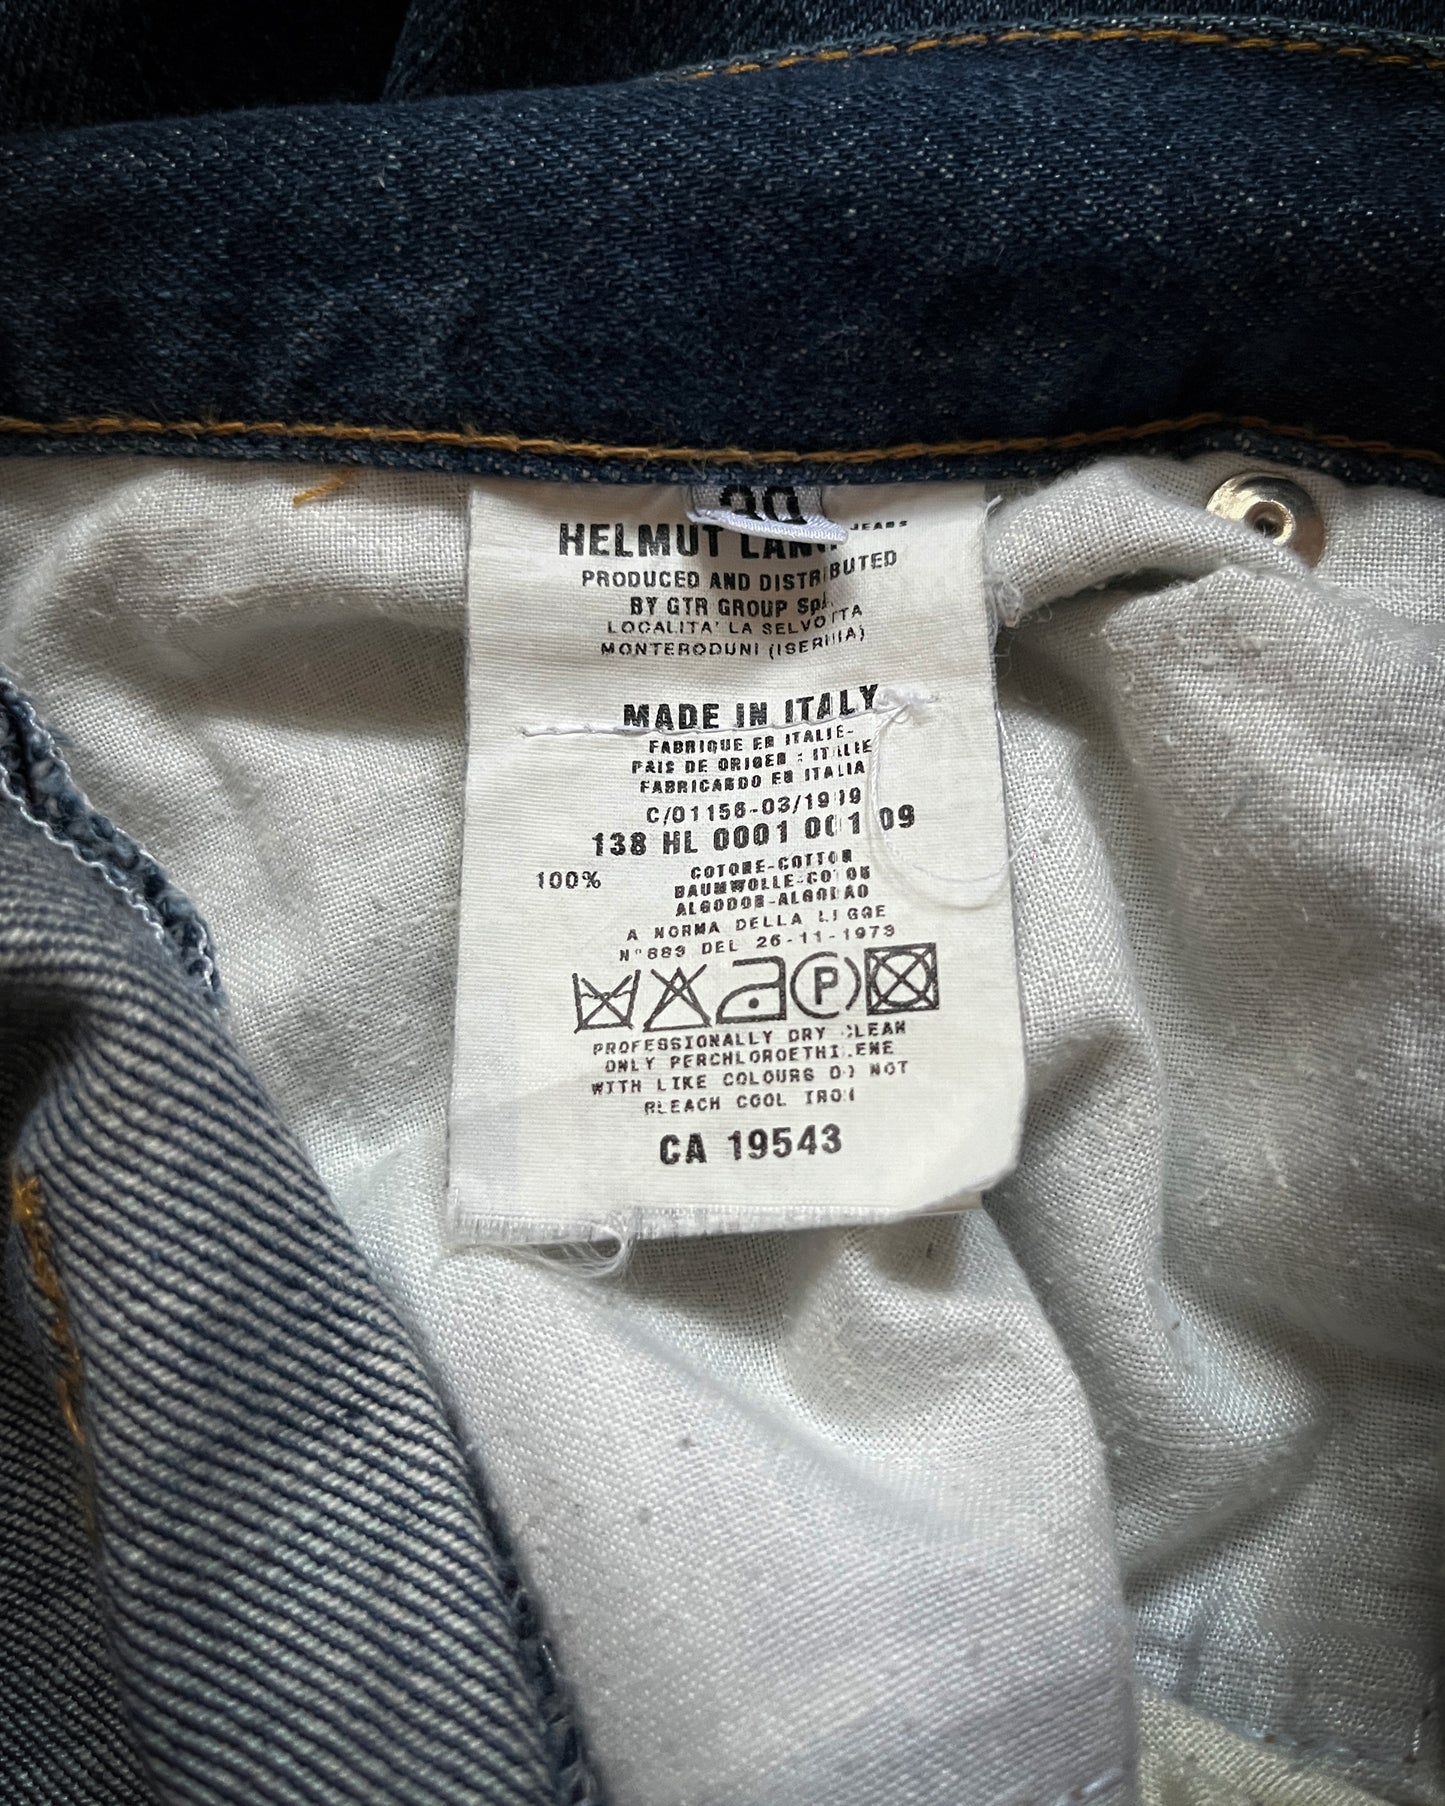 30
HELMUT LANG JEANS
PRODUCED AND DISTRIBUTED
BY GTR GROUP SpA.
LOCALITA' LA SELVOTTA
MONTERODUNI (ISERNIA)
MADE IN ITALY
FABRIQUE EN ITALIE-
PAIS DE ORIGEN : ITALIE
FABRICARDO EN ITALIA
C/01156-03/1999
138 HL 0001 001 09
100%
COTONE-COTTON
BAUMWOLLE-COTON
ALGODON-ALGODAO
A NORMA DELLA LEGGE
N°883 DEL 26-11-1973
P
PROFESSIONALLY DRY CLEAN
ONLY PERCHLOROETHILENE
WITH LIKE COLOURS DO NOT
BLEACH COOL IRON
CA 19543